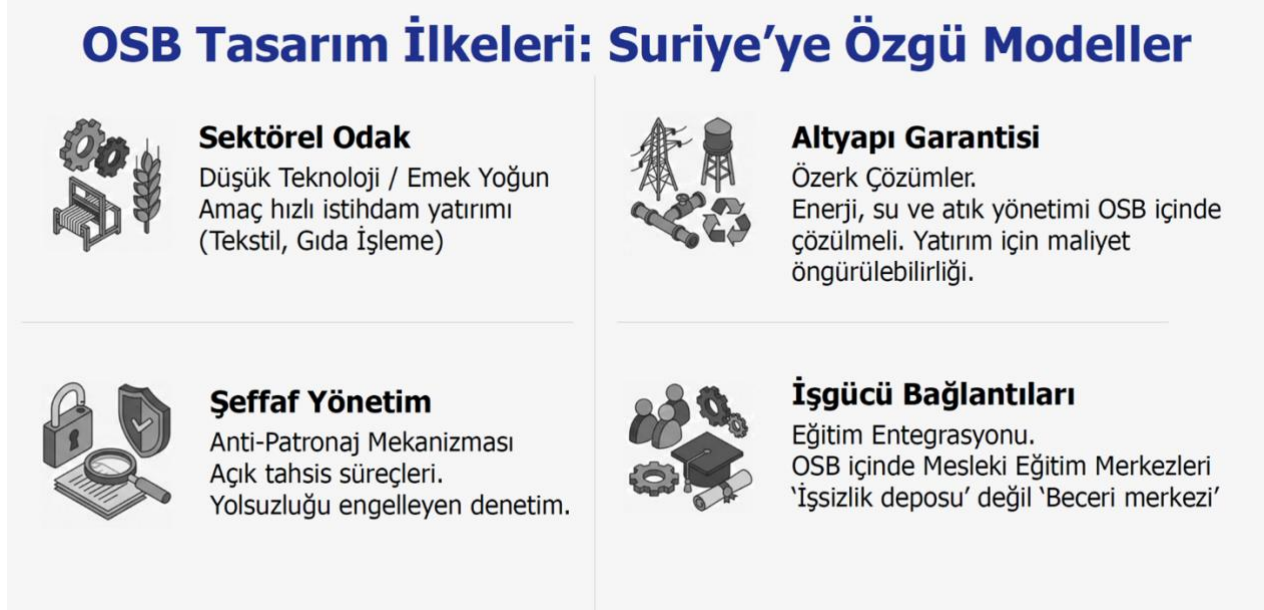 OSB Tasarım İlkeleri: Suriye’ye Özgü Modeller
Sektörel Odak
Düşük Teknoloji / Emek Yoğun
Amaç hızlı istihdam yatırımı
(Tekstil, Gıda İşleme)
Altyapı Garantisi
Özerk Çözümler.
Enerji, su ve atık yönetimi OSB içinde
çözülmeli. Yatırım için maliyet
öngürülebilirliği.
Şeffaf Yönetim
Anti-Patronaj Mekanizması
Açık tahsis süreçleri.
Yolsuzluğu engelleyen denetim.
İşgücü Bağlantıları
Eğitim Entegrasyonu.
OSB içinde Mesleki Eğitim Merkezleri
‘İşsizlik deposu’ değil ‘Beceri merkezi’